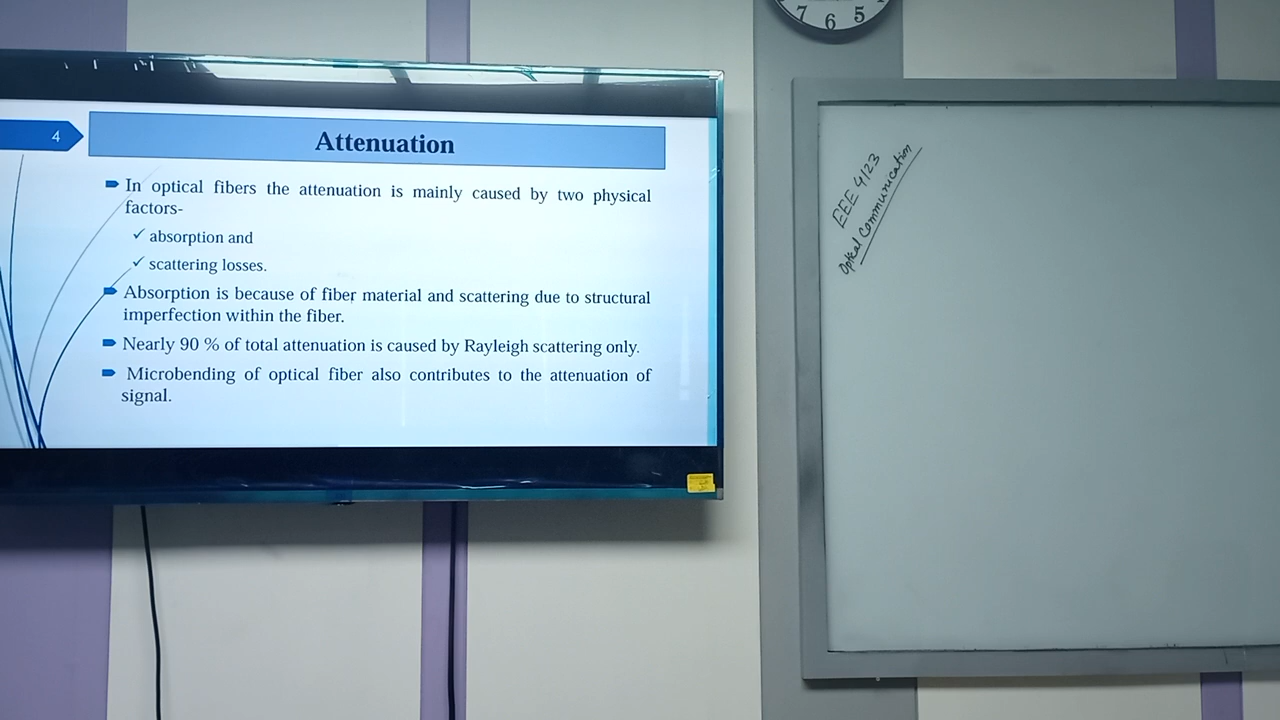 4
Attenuation
In optical fibers the attenuation is mainly caused by two physical
factors-
✓ absorption and
✓ scattering losses.
Absorption is because of fiber material and scattering due to structural
imperfection within the fiber.
Nearly 90 % of total attenuation is caused by Rayleigh scattering only.
Microbending of optical fiber also contributes to the attenuation of
signal.
7 6 5
EEE 4123
Optical Communication